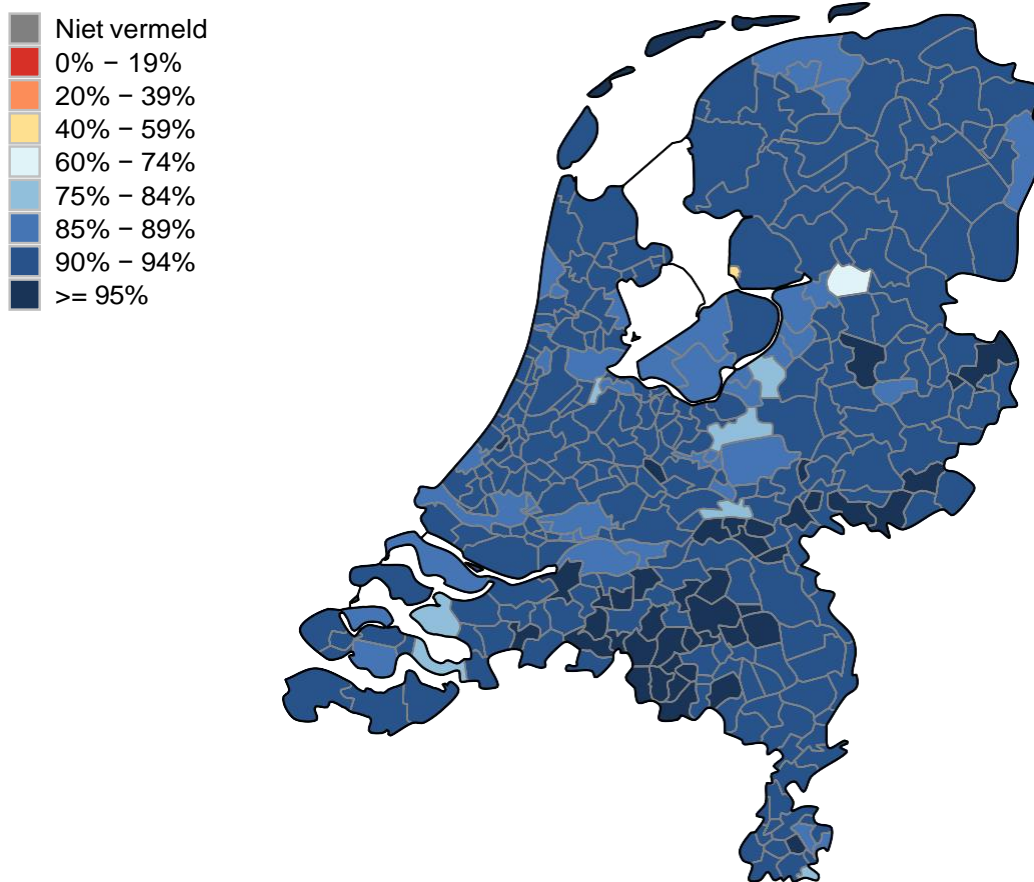 Niet vermeld
0% − 19%
20% − 39%
40% − 59%
60% − 74%
75% − 84%
85% − 89%
90% − 94%
>= 95%